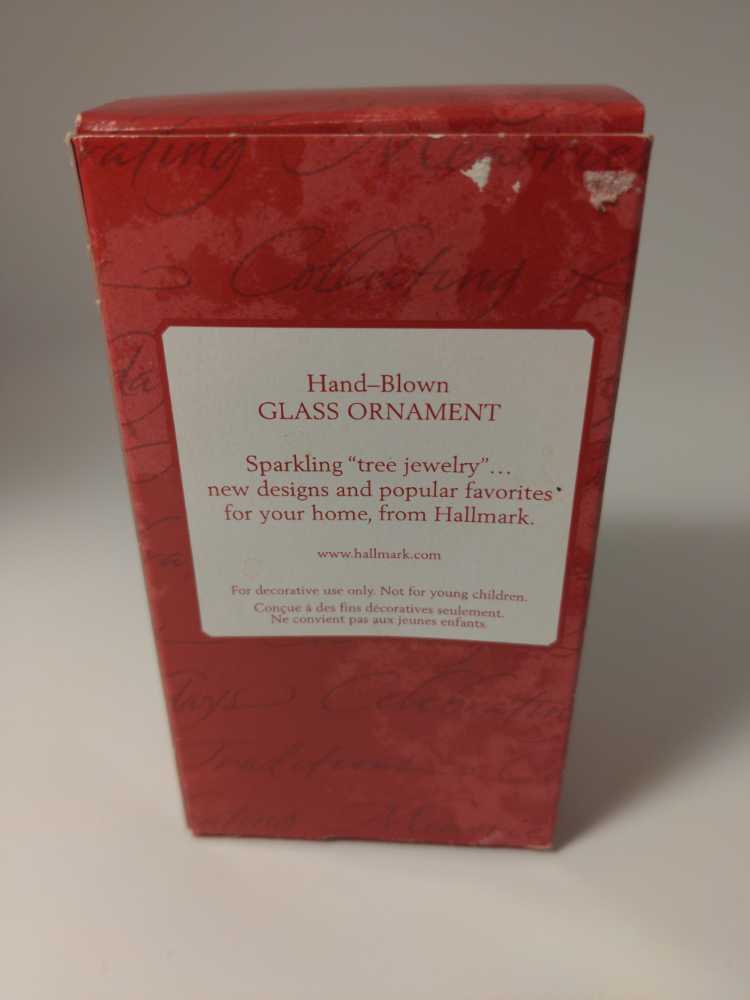 Collecting
Hand–Blown
GLASS ORNAMENT
Sparkling “tree jewelry”...
new designs and popular favorites
for your home, from Hallmark.
www.hallmark.com
For decorative use only. Not for young children.
Conçue à des fins décoratives seulement.
Ne convient pas aux jeunes enfants.
Traditions